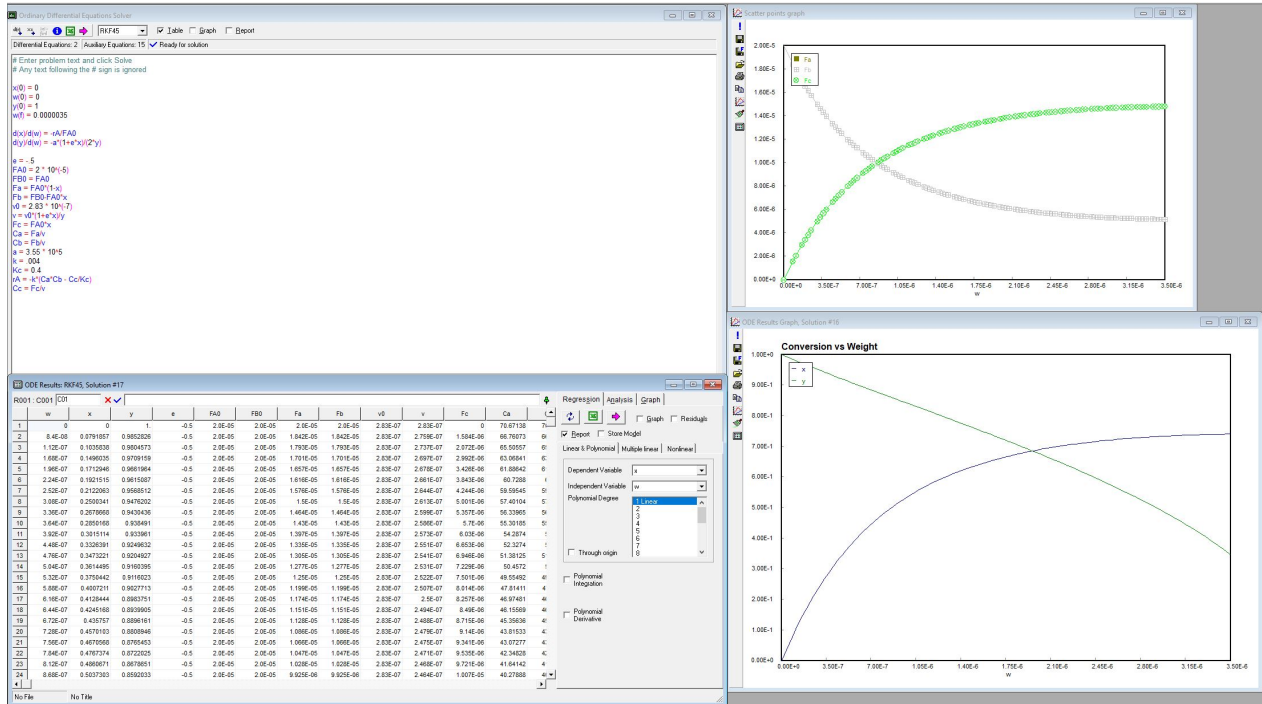 Ordinary Differential Equations Solver
RKF45 Table Graph Report
Differential Equations: 2 Auxiliary Equations: 15 Ready for solution
# Enter problem text and click Solve
# Any text following the # sign is ignored
x(0) = 0
w(0) = 0
y(0) = 1
w(f) = 0.0000035
d(x)/d(w) = -rA/FA0
d(y)/d(w) = -a*(1+e*x)/(2*y)
e = -.5
FA0 = 2 * 10^(-5)
FB0 = FA0
Fa = FA0*(1-x)
Fb = FB0-FA0*x
v0 = 2.83 * 10^(-7)
v = v0*(1+e*x)/y
Fc = FA0*x
Ca = Fa/v
Cb = Fb/v
a = 3.55 * 10^5
k = .004
Kc = 0.4
rA = -k*(Ca*Cb - Cc/Kc)
Cc = Fc/v
ODE Results: RKF45, Solution #17
R001 : C001 C01
w x y e FA0 FB0 Fa Fb v0 v Fc Ca
1 0 0 1. -0.5 2.0E-05 2.0E-05 2.0E-05 2.0E-05 2.83E-07 2.83E-07 0 70.67138
2 8.4E-08 0.0791857 0.9852826 -0.5 2.0E-05 2.0E-05 1.842E-05 1.842E-05 2.83E-07 2.759E-07 1.584E-06 66.76073
3 1.12E-07 0.1035838 0.9804573 -0.5 2.0E-05 2.0E-05 1.793E-05 1.793E-05 2.83E-07 2.737E-07 2.072E-06 65.50557
4 1.68E-07 0.1496035 0.9709159 -0.5 2.0E-05 2.0E-05 1.701E-05 1.701E-05 2.83E-07 2.697E-07 2.992E-06 63.06841
5 1.96E-07 0.1712946 0.9661964 -0.5 2.0E-05 2.0E-05 1.657E-05 1.657E-05 2.83E-07 2.678E-07 3.426E-06 61.88642
6 2.24E-07 0.1921515 0.9615087 -0.5 2.0E-05 2.0E-05 1.616E-05 1.616E-05 2.83E-07 2.661E-07 3.843E-06 60.7288
7 2.52E-07 0.2122063 0.9568512 -0.5 2.0E-05 2.0E-05 1.576E-05 1.576E-05 2.83E-07 2.644E-07 4.244E-06 59.59545
8 3.08E-07 0.2500341 0.9476202 -0.5 2.0E-05 2.0E-05 1.5E-05 1.5E-05 2.83E-07 2.613E-07 5.001E-06 57.40104
9 3.36E-07 0.2678668 0.9430436 -0.5 2.0E-05 2.0E-05 1.464E-05 1.464E-05 2.83E-07 2.599E-07 5.357E-06 56.33965
10 3.64E-07 0.2850168 0.938491 -0.5 2.0E-05 2.0E-05 1.43E-05 1.43E-05 2.83E-07 2.586E-07 5.7E-06 55.30185
11 3.92E-07 0.3015114 0.933961 -0.5 2.0E-05 2.0E-05 1.397E-05 1.397E-05 2.83E-07 2.573E-07 6.03E-06 54.2874
12 4.48E-07 0.3326391 0.9249632 -0.5 2.0E-05 2.0E-05 1.335E-05 1.335E-05 2.83E-07 2.551E-07 6.653E-06 52.3274
13 4.76E-07 0.3473221 0.9204927 -0.5 2.0E-05 2.0E-05 1.305E-05 1.305E-05 2.83E-07 2.541E-07 6.946E-06 51.38125
14 5.04E-07 0.3614495 0.9160395 -0.5 2.0E-05 2.0E-05 1.277E-05 1.277E-05 2.83E-07 2.531E-07 7.229E-06 50.4572
15 5.32E-07 0.3750442 0.9116023 -0.5 2.0E-05 2.0E-05 1.25E-05 1.25E-05 2.83E-07 2.522E-07 7.501E-06 49.55492
16 5.88E-07 0.4007211 0.9027713 -0.5 2.0E-05 2.0E-05 1.199E-05 1.199E-05 2.83E-07 2.507E-07 8.014E-06 47.81411
17 6.16E-07 0.4128444 0.8983751 -0.5 2.0E-05 2.0E-05 1.174E-05 1.174E-05 2.83E-07 2.5E-07 8.257E-06 46.97481
18 6.44E-07 0.4245168 0.8939905 -0.5 2.0E-05 2.0E-05 1.151E-05 1.151E-05 2.83E-07 2.494E-07 8.49E-06 46.15569
19 6.72E-07 0.435757 0.8896161 -0.5 2.0E-05 2.0E-05 1.128E-05 1.128E-05 2.83E-07 2.488E-07 8.715E-06 45.35636
20 7.28E-07 0.4570103 0.8808946 -0.5 2.0E-05 2.0E-05 1.086E-05 1.086E-05 2.83E-07 2.479E-07 9.14E-06 43.81533
21 7.56E-07 0.4670568 0.8765453 -0.5 2.0E-05 2.0E-05 1.066E-05 1.066E-05 2.83E-07 2.475E-07 9.341E-06 43.07277
22 7.84E-07 0.4767374 0.8722025 -0.5 2.0E-05 2.0E-05 1.047E-05 1.047E-05 2.83E-07 2.471E-07 9.535E-06 42.34828
23 8.12E-07 0.4860671 0.8678651 -0.5 2.0E-05 2.0E-05 1.028E-05 1.028E-05 2.83E-07 2.468E-07 9.721E-06 41.64142
24 8.68E-07 0.5037303 0.8592033 -0.5 2.0E-05 2.0E-05 9.925E-06 9.925E-06 2.83E-07 2.464E-07 1.007E-05 40.27888
No File No Title
Regression Analysis Graph
Graph Residuals
Report Store Model
Linear & Polynomial Multiple linear Nonlinear
Dependent Variable x
Independent Variable w
Polynomial Degree 1 Linear
2
3
4
5
6
7
8
Through origin
Polynomial
Integration
Polynomial
Derivative
Scatter points graph
2.00E-5
1.80E-5
1.60E-5
1.40E-5
1.20E-5
1.00E-5
8.00E-6
6.00E-6
4.00E-6
2.00E-6
0.00E+0
Fa
Fb
Fc
0.00E+0 3.50E-7 7.00E-7 1.05E-6 1.40E-6 1.75E-6 2.10E-6 2.45E-6 2.80E-6 3.15E-6 3.50E-6
w
ODE Results Graph, Solution #16
Conversion vs Weight
1.00E+0
9.00E-1
8.00E-1
7.00E-1
6.00E-1
5.00E-1
4.00E-1
3.00E-1
2.00E-1
1.00E-1
0.00E+0
x
y
0.00E+0 3.50E-7 7.00E-7 1.05E-6 1.40E-6 1.75E-6 2.10E-6 2.45E-6 2.80E-6 3.15E-6 3.50E-6
w